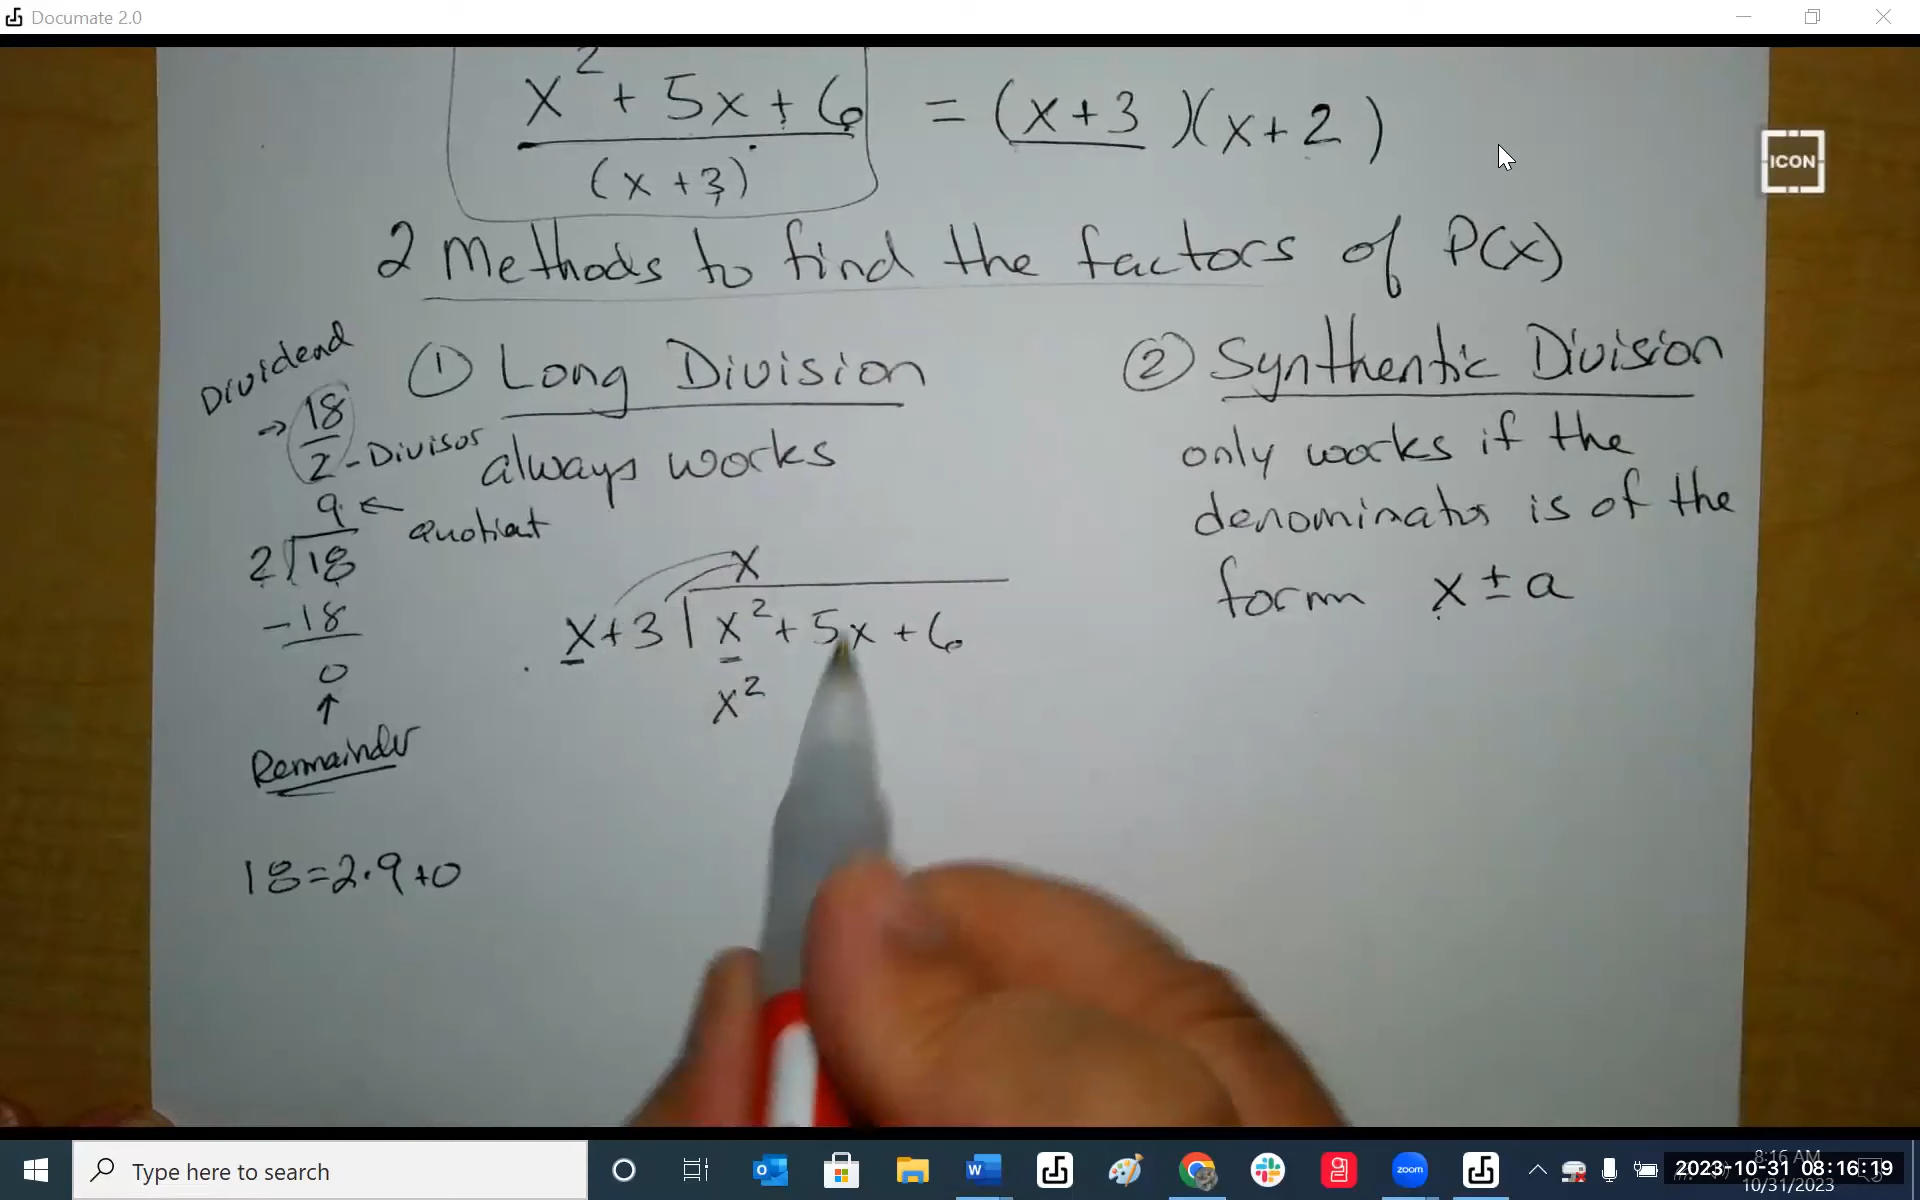 Documate 2.0
x² + 5x + 6 = (x+3)(x+2)
(x+3)
ICON
2 Methods to find the factors of P(x)
Dividend
→ 18
2 - Divisor
9 ←
Quotient
2)18
-18
0
↑
Remainder
18=2·9+0
① Long Division
always works
x
x+3 | x² + 5x + 6
x²
② Synthentic Division
only works if the
denominator is of the
form x ± a
Type here to search
8:16 AM
2023-10-31 08:16:19
10/31/2023